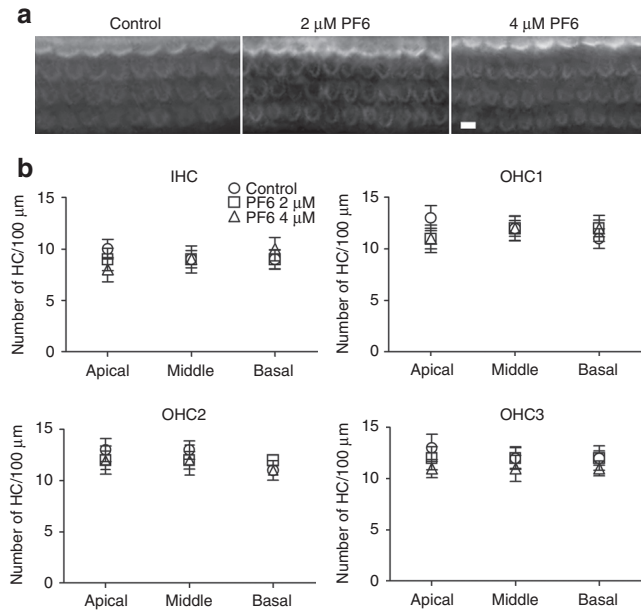 a
Control
2 μM PF6
4 μM PF6
b
IHC
Control
PF6 2 μM
PF6 4 μM
Number of HC/100 μm
15
10
5
0
Apical Middle Basal
OHC1
Number of HC/100 μm
15
10
5
0
Apical Middle Basal
OHC2
Number of HC/100 μm
15
10
5
0
Apical Middle Basal
OHC3
Number of HC/100 μm
15
10
5
0
Apical Middle Basal